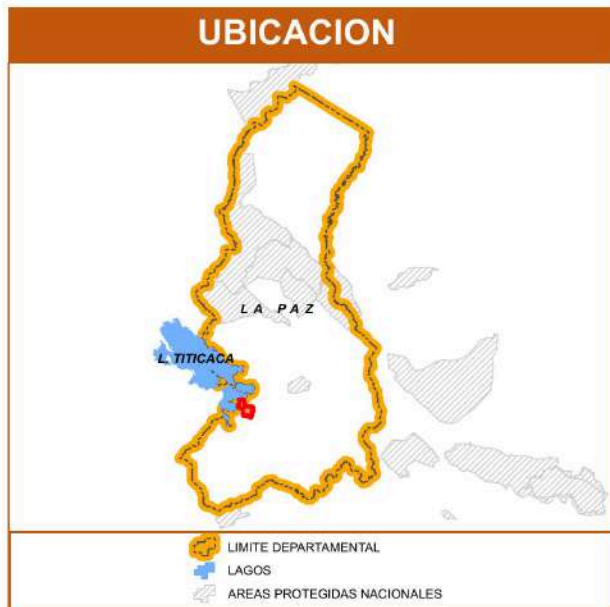 UBICACION
LA PAZ
L. TITICACA
LIMITE DEPARTAMENTAL
LAGOS
AREAS PROTEGIDAS NACIONALES